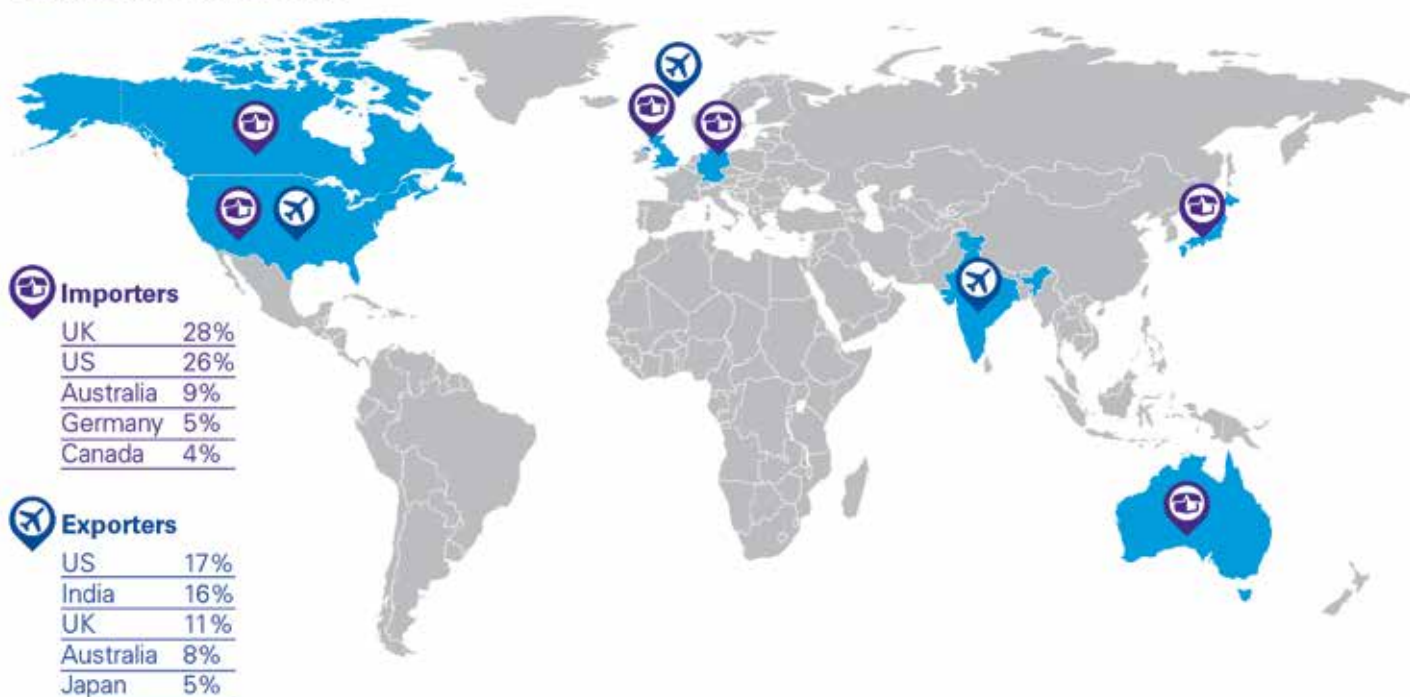 Importers
UK 28%
US 26%
Australia 9%
Germany 5%
Canada 4%
Exporters
US 17%
India 16%
UK 11%
Australia 8%
Japan 5%